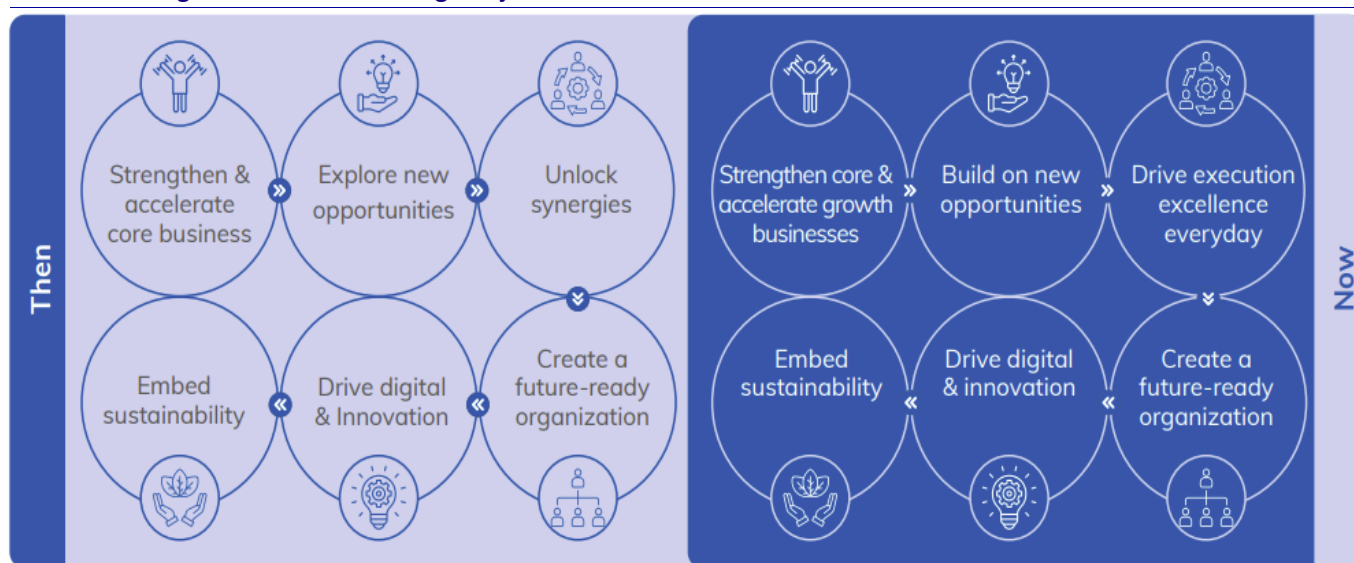 Then
Strengthen &
accelerate
core business
Explore new
opportunities
Unlock
synergies
Embed
sustainability
Drive digital
& Innovation
Create a
future-ready
organization
Strengthen core &
accelerate growth
businesses
Build on new
opportunities
Drive execution
excellence
everyday
Embed
sustainability
Drive digital
& innovation
Create a
future-ready
organization
Now